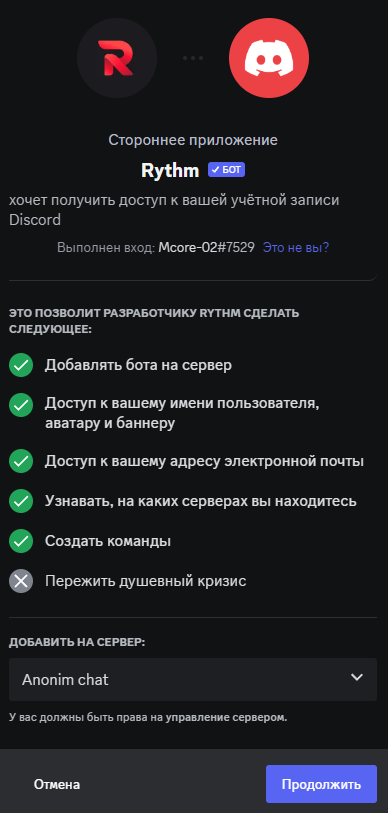 Стороннее приложение
Rythm ✓ БОТ
хочет получить доступ к вашей учётной записи
Discord
Выполнен вход: Mcore-02#7529 Это не вы?
ЭТО ПОЗВОЛИТ РАЗРАБОТЧИКУ RYTHM СДЕЛАТЬ
СЛЕДУЮЩЕЕ:
Добавлять бота на сервер
Доступ к вашему имени пользователя,
аватару и баннеру
Доступ к вашему адресу электронной почты
Узнавать, на каких серверах вы находитесь
Создать команды
Пережить душевный кризис
ДОБАВИТЬ НА СЕРВЕР:
Anonim chat
У вас должны быть права на управление сервером.
Отмена
Продолжить